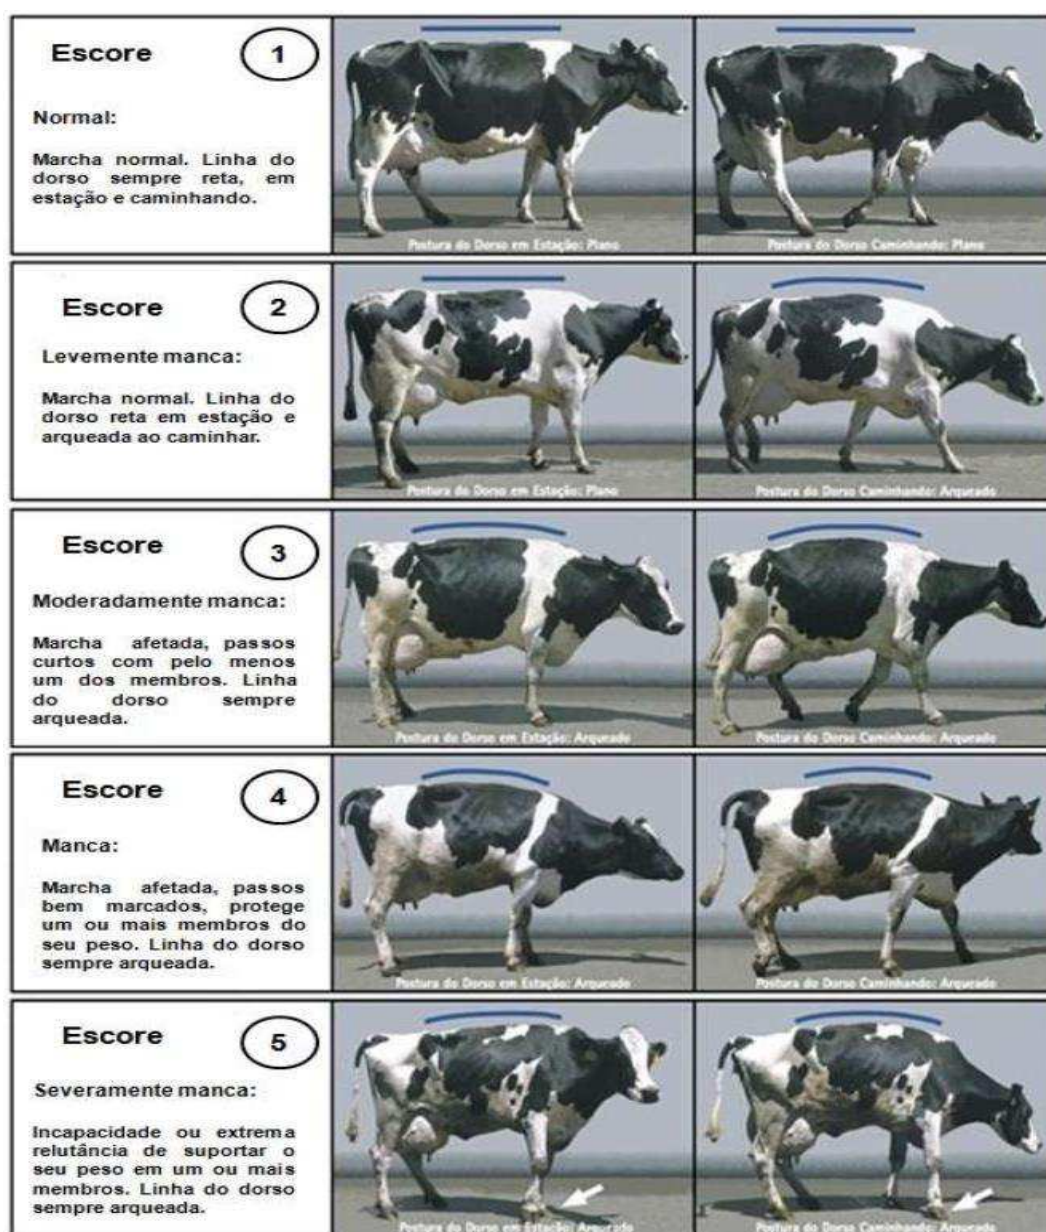 Escore 1
Normal:
Marcha normal. Linha do
dorso sempre reta, em
estação e caminhando.
Postura do Dorso em Estação: Plano
Postura do Dorso Caminhando: Plano
Escore 2
Levemente manca:
Marcha normal. Linha do
dorso reta em estação e
arqueada ao caminhar.
Postura do Dorso em Estação: Plano
Postura do Dorso Caminhando: Arqueado
Escore 3
Moderadamente manca:
Marcha afetada, passos
curtos com pelo menos
um dos membros. Linha
do dorso sempre
arqueada.
Postura do Dorso em Estação: Arqueado
Postura do Dorso Caminhando: Arqueado
Escore 4
Manca:
Marcha afetada, passos
bem marcados, protege
um ou mais membros do
seu peso. Linha do dorso
sempre arqueada.
Postura do Dorso em Estação: Arqueado
Postura do Dorso Caminhando: Arqueado
Escore 5
Severamente manca:
Incapacidade ou extrema
relutância de suportar o
seu peso em um ou mais
membros. Linha do dorso
sempre arqueada.
Postura do Dorso em Estação: Arqueado
Postura do Dorso Caminhando: Arqueado